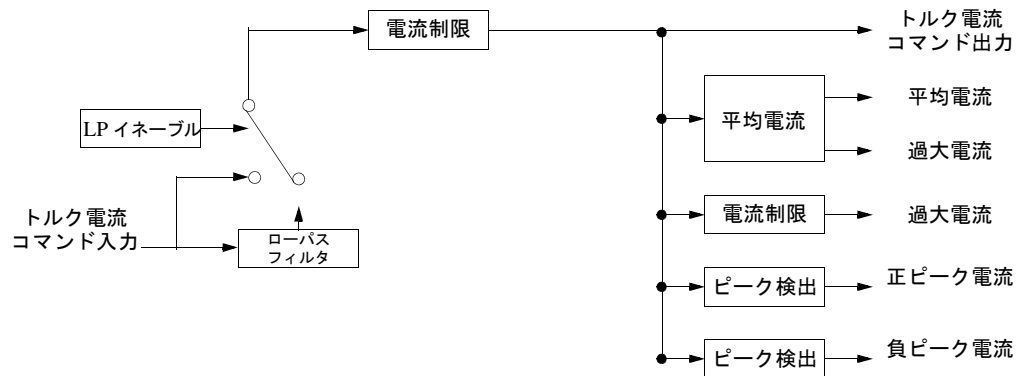 電流制限
トルク電流
コマンド出力
LP イネーブル
平均電流
平均電流
過大電流
トルク電流
コマンド入力
ローパス
フィルタ
電流制限
過大電流
ピーク検出
正ピーク電流
ピーク検出
負ピーク電流